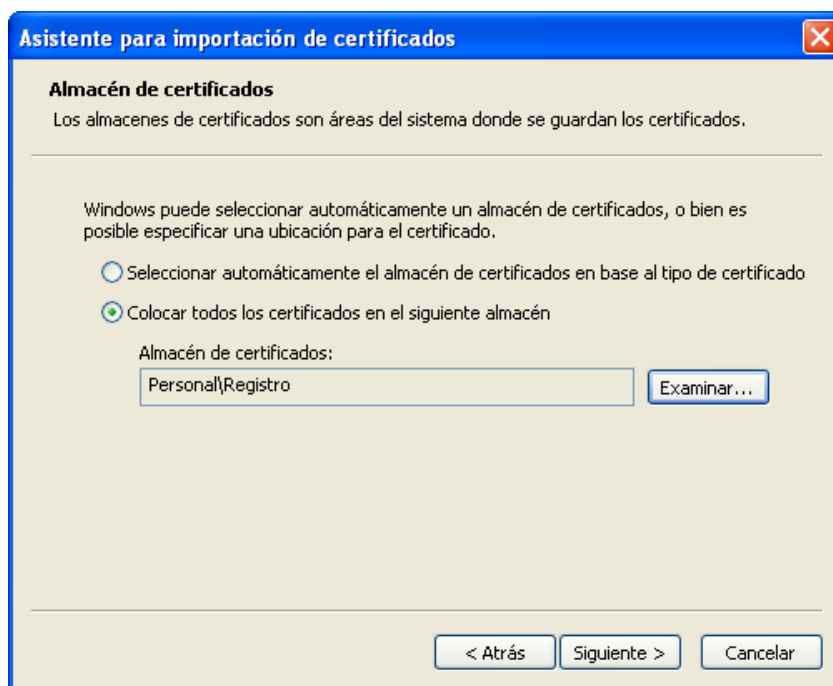 Asistente para importación de certificados
Almacén de certificados
Los almacenes de certificados son áreas del sistema donde se guardan los certificados.
Windows puede seleccionar automáticamente un almacén de certificados, o bien es
posible especificar una ubicación para el certificado.
Seleccionar automáticamente el almacén de certificados en base al tipo de certificado
Colocar todos los certificados en el siguiente almacén
Almacén de certificados:
Personal\Registro
Examinar...
< Atrás
Siguiente >
Cancelar